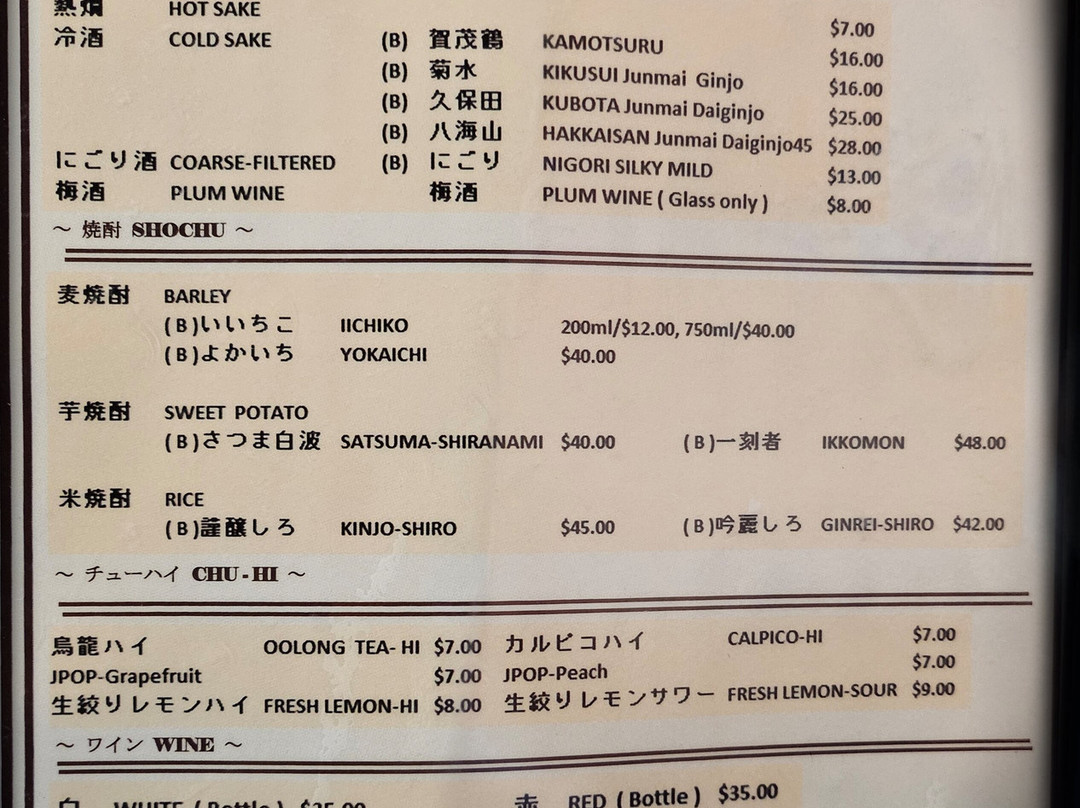 熱燗 HOT SAKE $7.00
冷酒 COLD SAKE (B) 賀茂鶴 KAMOTSURU $16.00
(B) 菊水 KIKUSUI Junmai Ginjo $16.00
(B) 久保田 KUBOTA Junmai Daiginjo $25.00
(B) 八海山 HAKKAISAN Junmai Daiginjo45 $28.00
にごり酒 COARSE-FILTERED (B) にごり NIGORI SILKY MILD $13.00
梅酒 PLUM WINE 梅酒 PLUM WINE ( Glass only ) $8.00
～ 焼酎 SHOCHU ～
麦焼酎 BARLEY
(B)いいちこ IICHIKO 200ml/$12.00, 750ml/$40.00
(B)よかいち YOKAICHI $40.00
芋焼酎 SWEET POTATO
(B)さつま白波 SATSUMA-SHIRANAMI $40.00 (B)一刻者 IKKOMON $48.00
米焼酎 RICE
(B)謹醸しろ KINJO-SHIRO $45.00 (B)吟麗しろ GINREI-SHIRO $42.00
～ チューハイ CHU-HI ～
烏龍ハイ OOLONG TEA- HI $7.00 カルピコハイ CALPICO-HI $7.00
JPOP-Grapefruit $7.00 JPOP-Peach $7.00
生絞りレモンハイ FRESH LEMON-HI $8.00 生絞りレモンサワー FRESH LEMON-SOUR $9.00
～ ワイン WINE ～
白 WHITE ( Bottle ) 赤 RED ( Bottle ) $35.00